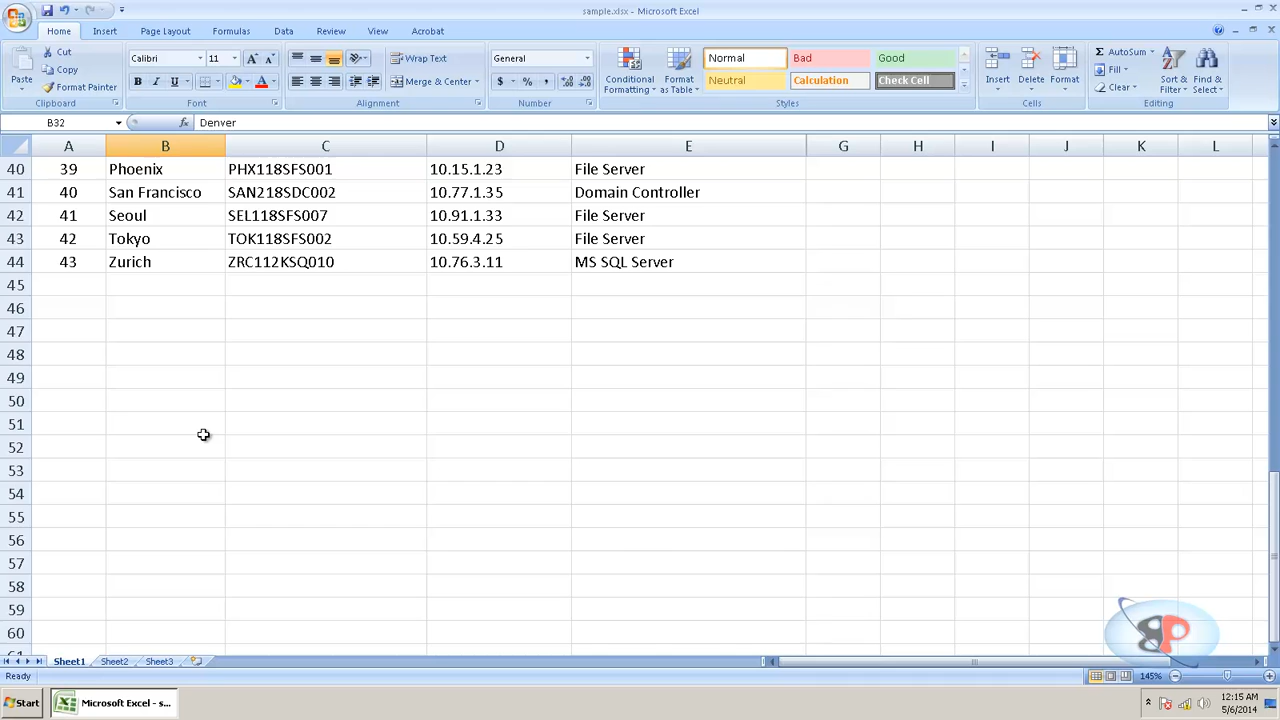 sample.xlsx - Microsoft Excel
Home Insert Page Layout Formulas Data Review View Acrobat
Paste Cut Copy Format Painter Clipboard
Calibri 11 A A B I U A Font
Wrap Text Merge & Center Alignment
General $ % , .0 .00 Number
Conditional Formatting Format as Table Normal Bad Good Neutral Calculation Check Cell Styles
Insert Delete Format Cells
Σ AutoSum Fill Clear Sort & Filter Find & Select Editing
B32 fx Denver
A B C D E G H I J K L
40 39 Phoenix PHX118SFS001 10.15.1.23 File Server
41 40 San Francisco SAN218SDC002 10.77.1.35 Domain Controller
42 41 Seoul SEL118SFS007 10.91.1.33 File Server
43 42 Tokyo TOK118SFS002 10.59.4.25 File Server
44 43 Zurich ZRC112KSQ010 10.76.3.11 MS SQL Server
45
46
47
48
49
50
51
52
53
54
55
56
57
58
59
60
61
Sheet1 Sheet2 Sheet3
Ready 145%
Start Microsoft Excel - s... 12:15 AM
5/6/2014